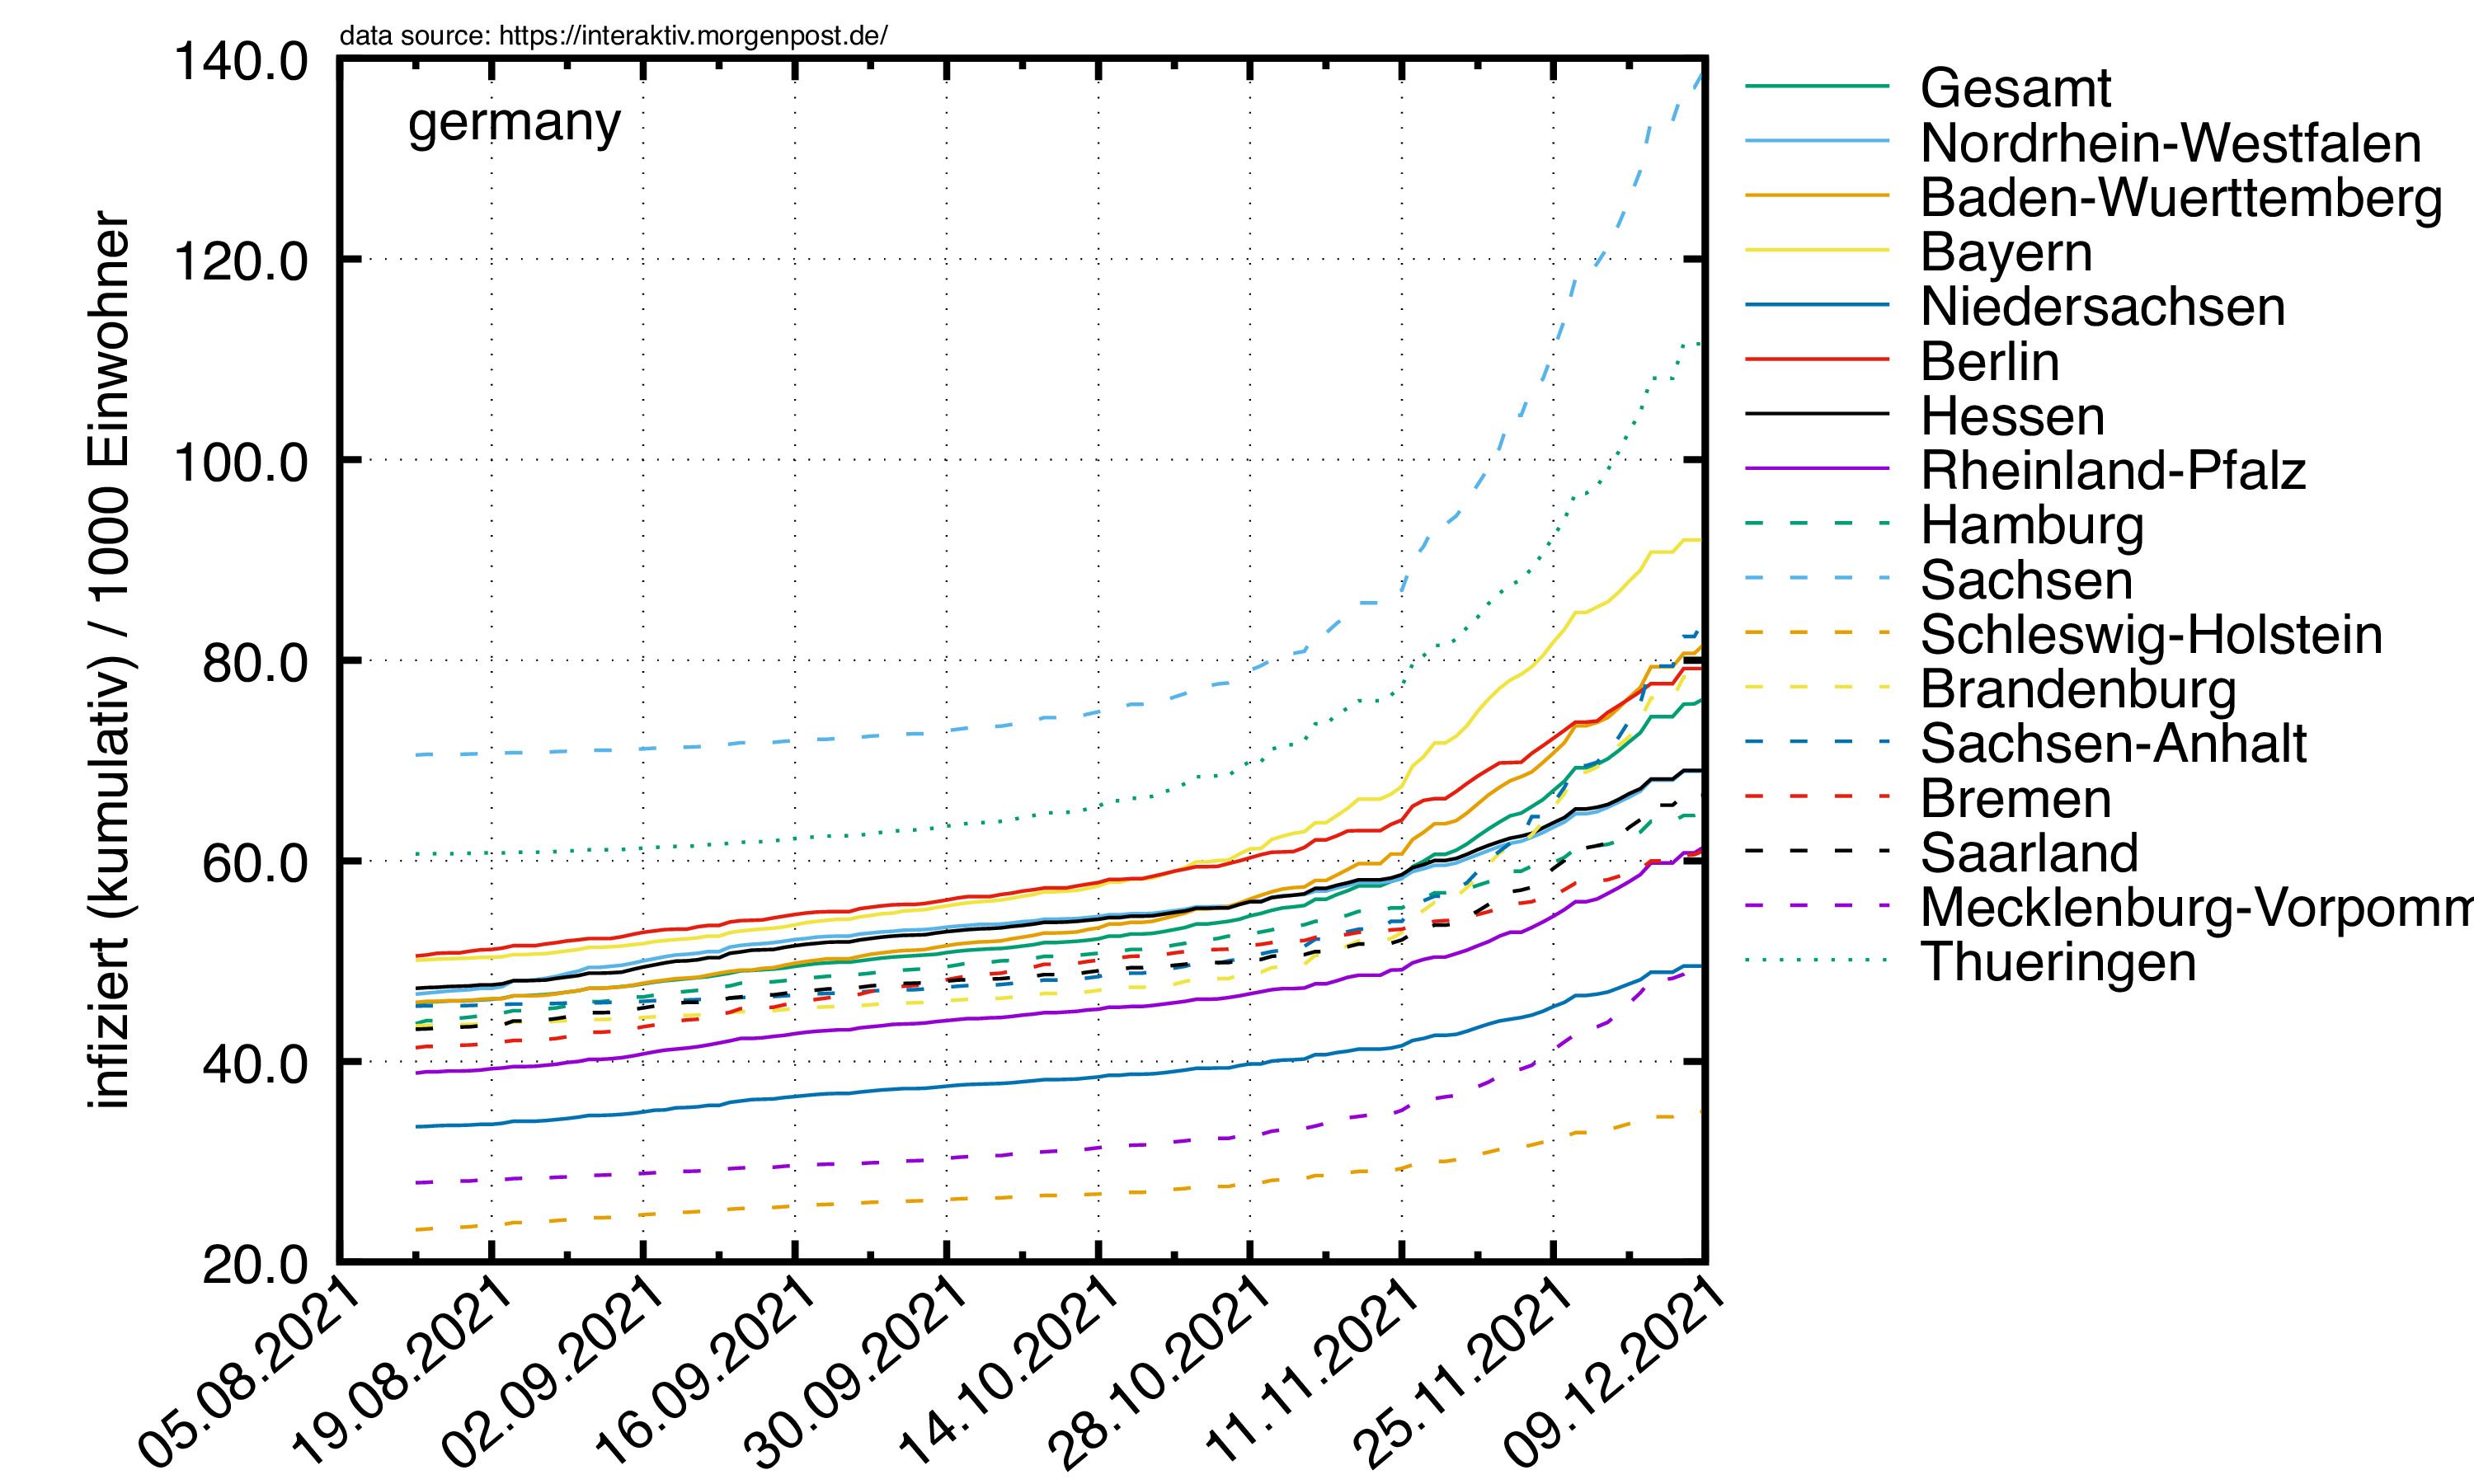 data source: https://interaktiv.morgenpost.de/
germany
infiziert (kumulativ) / 1000 Einwohner
140.0
120.0
100.0
80.0
60.0
40.0
20.0
05.08.2021
19.08.2021
02.09.2021
16.09.2021
30.09.2021
14.10.2021
28.10.2021
11.11.2021
25.11.2021
09.12.2021
Gesamt
Nordrhein-Westfalen
Baden-Wuerttemberg
Bayern
Niedersachsen
Berlin
Hessen
Rheinland-Pfalz
Hamburg
Sachsen
Schleswig-Holstein
Brandenburg
Sachsen-Anhalt
Bremen
Saarland
Mecklenburg-Vorpomm
Thueringen